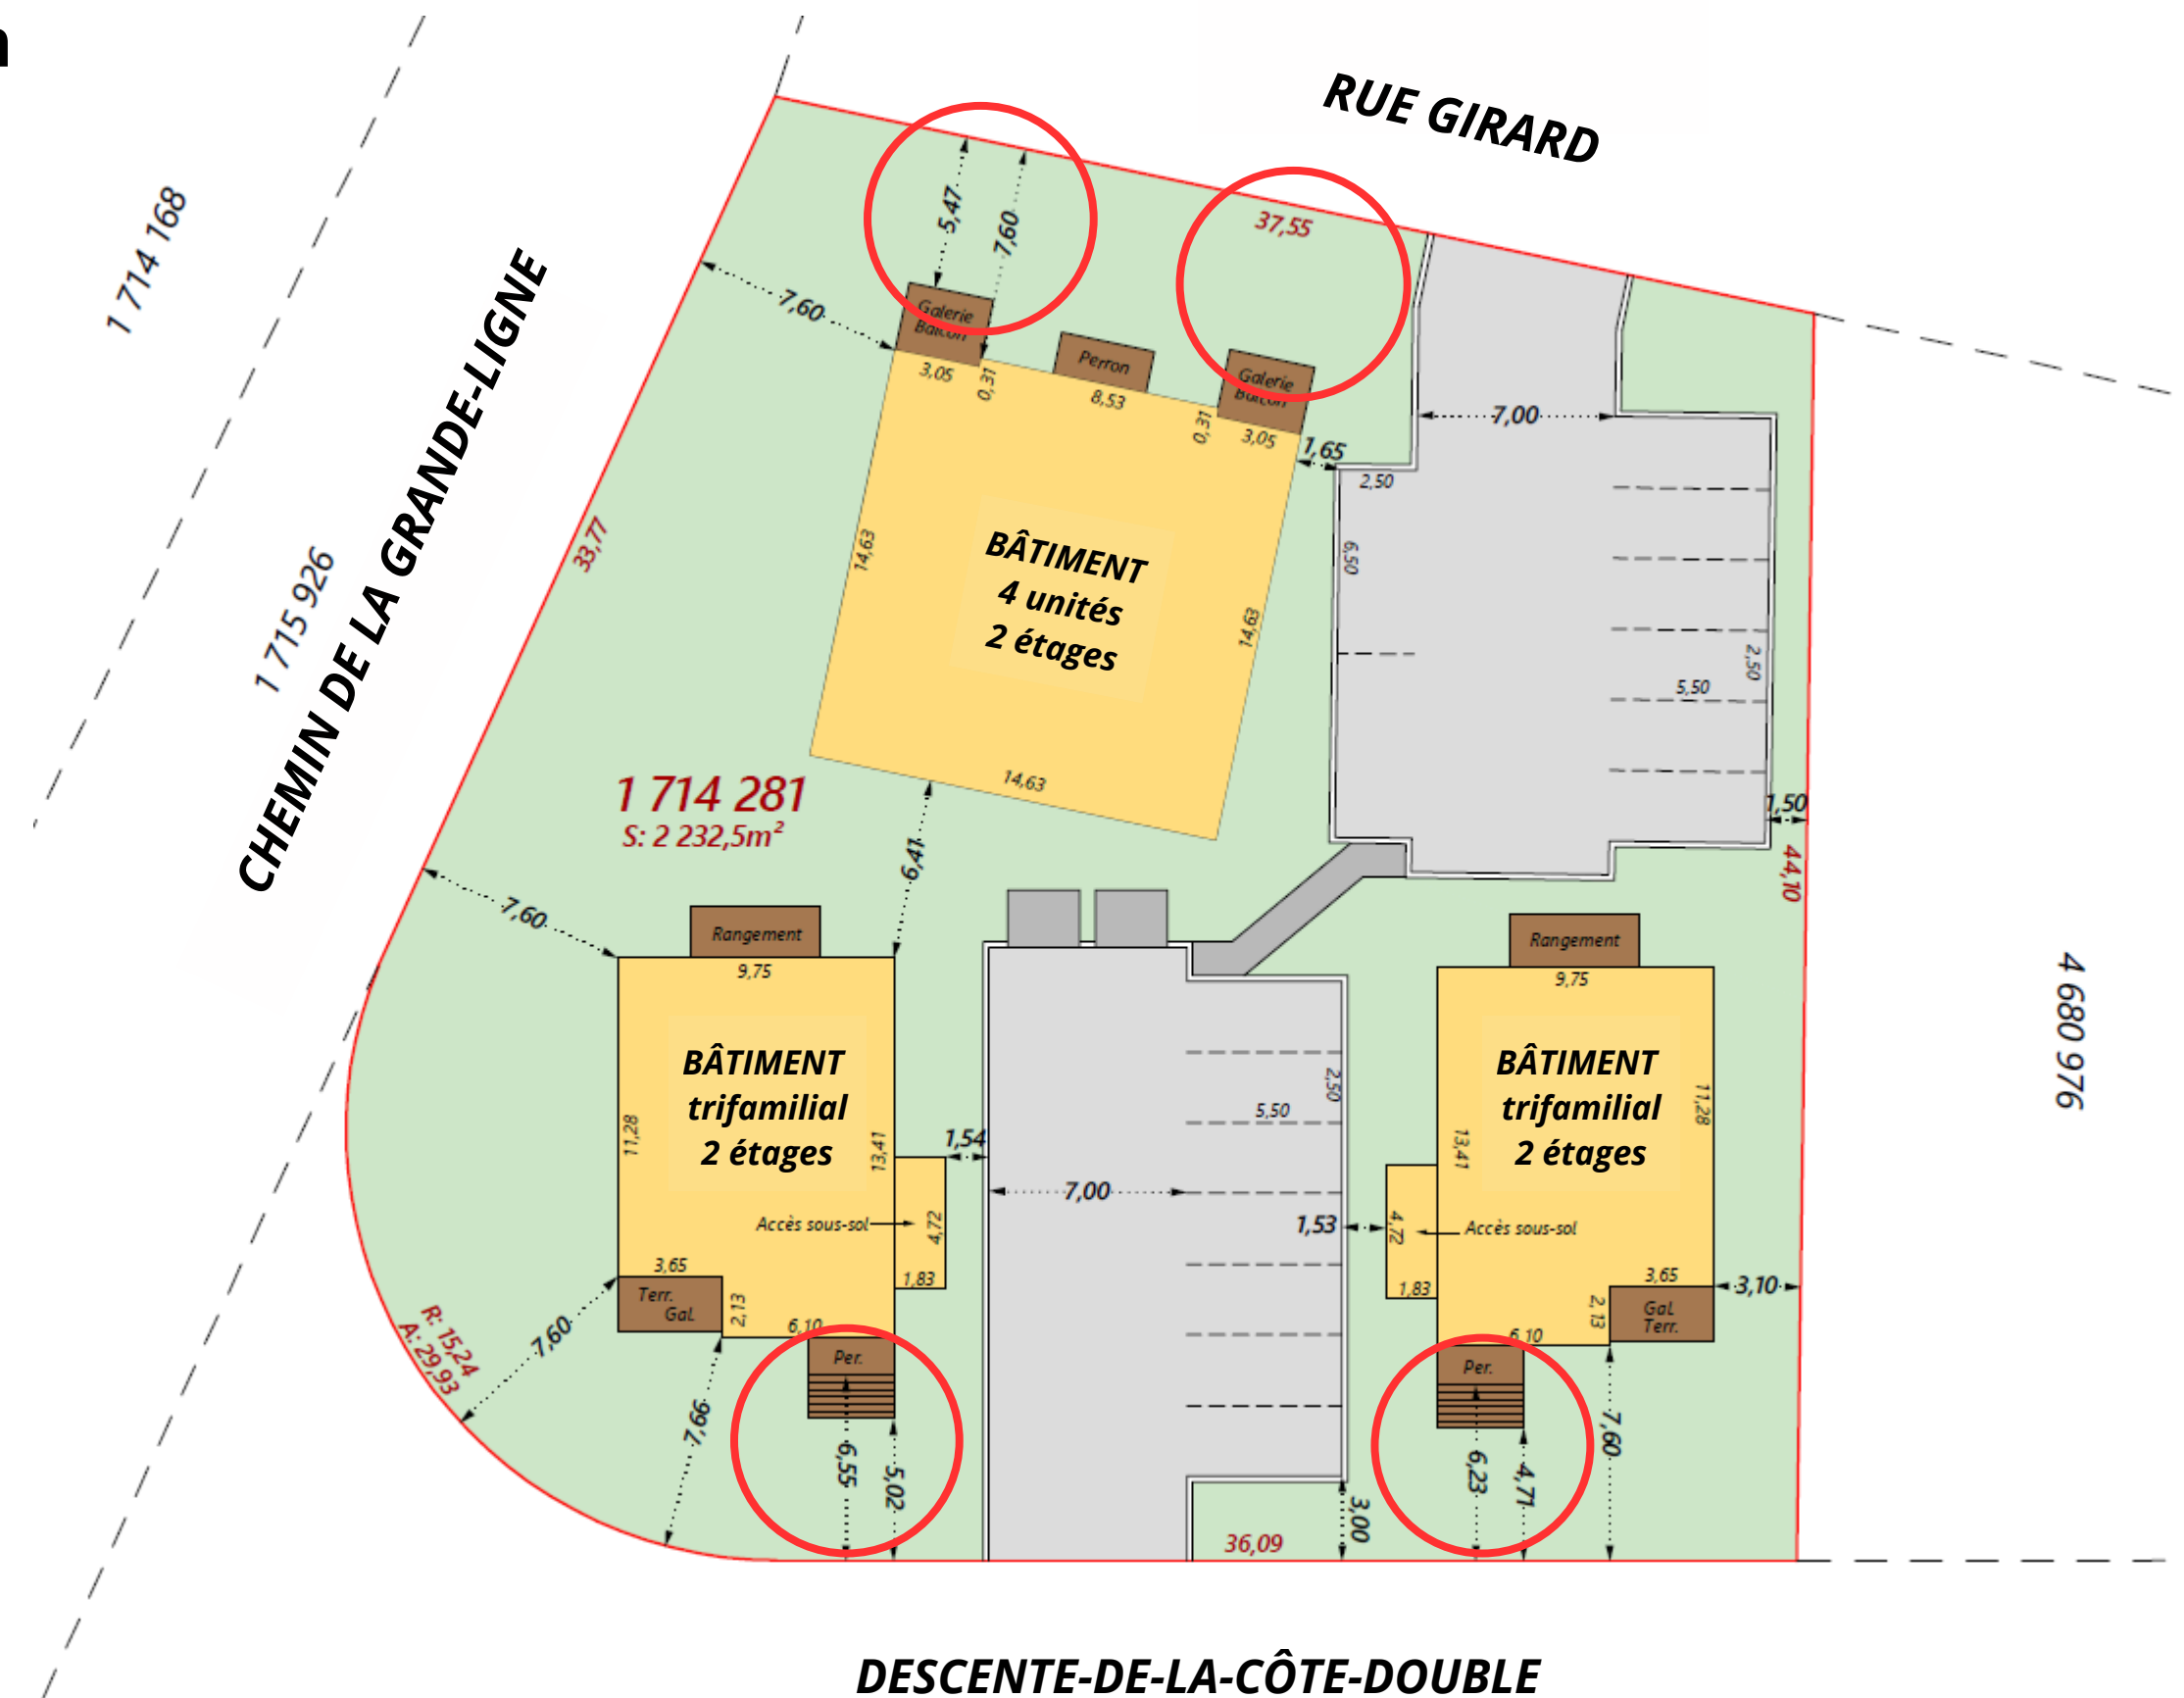 RUE GIRARD
1 714 168
5,47
7,60
37,55
7,60
Galerie
Balcon
Perron
Galerie
Balcon
3,05
0,31
8,53
0,31
3,05
1,65
7,00
2,50
CHEMIN DE LA GRANDE-LIGNE
33,77
14,63
BÂTIMENT
4 unités
2 étages
14,63
6,50
2,50
5,50
1 715 926
14,63
1 714 281
S: 2 232,5m²
6,41
1,50
44,10
7,60
Rangement
9,75
Rangement
9,75
4 680 976
BÂTIMENT
trifamilial
2 étages
11,28
13,41
1,54
7,00
2,50
5,50
BÂTIMENT
trifamilial
2 étages
13,41
11,28
Accès sous-sol
4,72
1,83
1,53
4,72
1,83
Accès sous-sol
3,65
Terr.
Gal.
2,13
6,10
3,65
Gal.
Terr.
2,13
6,10
3,10
R: 15,24
A: 29,93
7,60
7,66
Per.
6,55
5,02
Per.
6,23
4,71
7,60
3,00
36,09
DESCENTE-DE-LA-CÔTE-DOUBLE